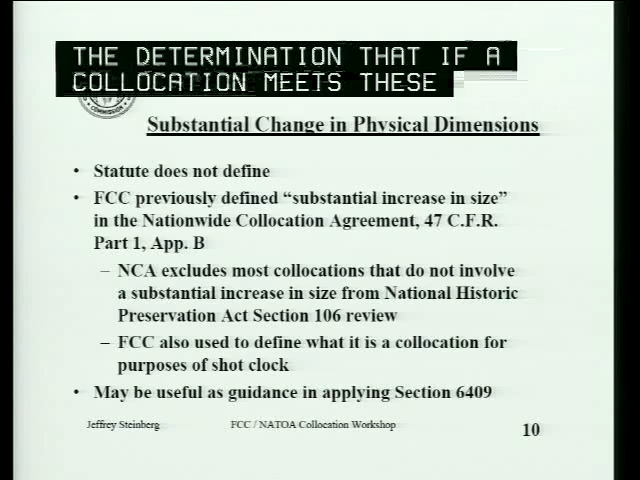 THE DETERMINATION THAT IF A
COLLOCATION MEETS THESE
COMMISSION
Substantial Change in Physical Dimensions
• Statute does not define
• FCC previously defined “substantial increase in size”
in the Nationwide Collocation Agreement, 47 C.F.R.
Part 1, App. B
– NCA excludes most collocations that do not involve
a substantial increase in size from National Historic
Preservation Act Section 106 review
– FCC also used to define what it is a collocation for
purposes of shot clock
• May be useful as guidance in applying Section 6409
Jeffrey Steinberg
FCC / NATOA Collocation Workshop
10